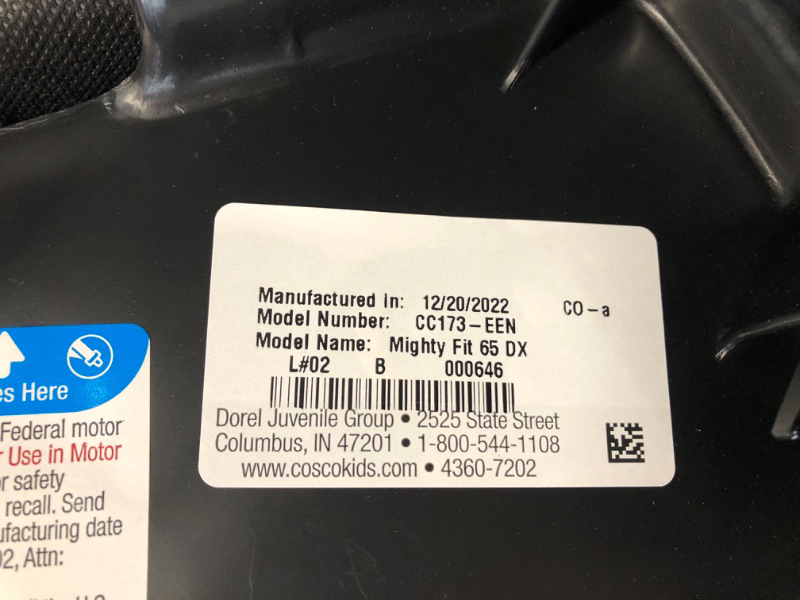 Manufactured in: 12/20/2022 CO-a
Model Number: CC173-EEN
Model Name: Mighty Fit 65 DX
L#02 B 000646
Dorel Juvenile Group • 2525 State Street
Columbus, IN 47201 • 1-800-544-1108
www.coscokids.com • 4360-7202
es Here
Federal motor
Use in Motor
r safety
recall. Send
ufacturing date
02, Attn: